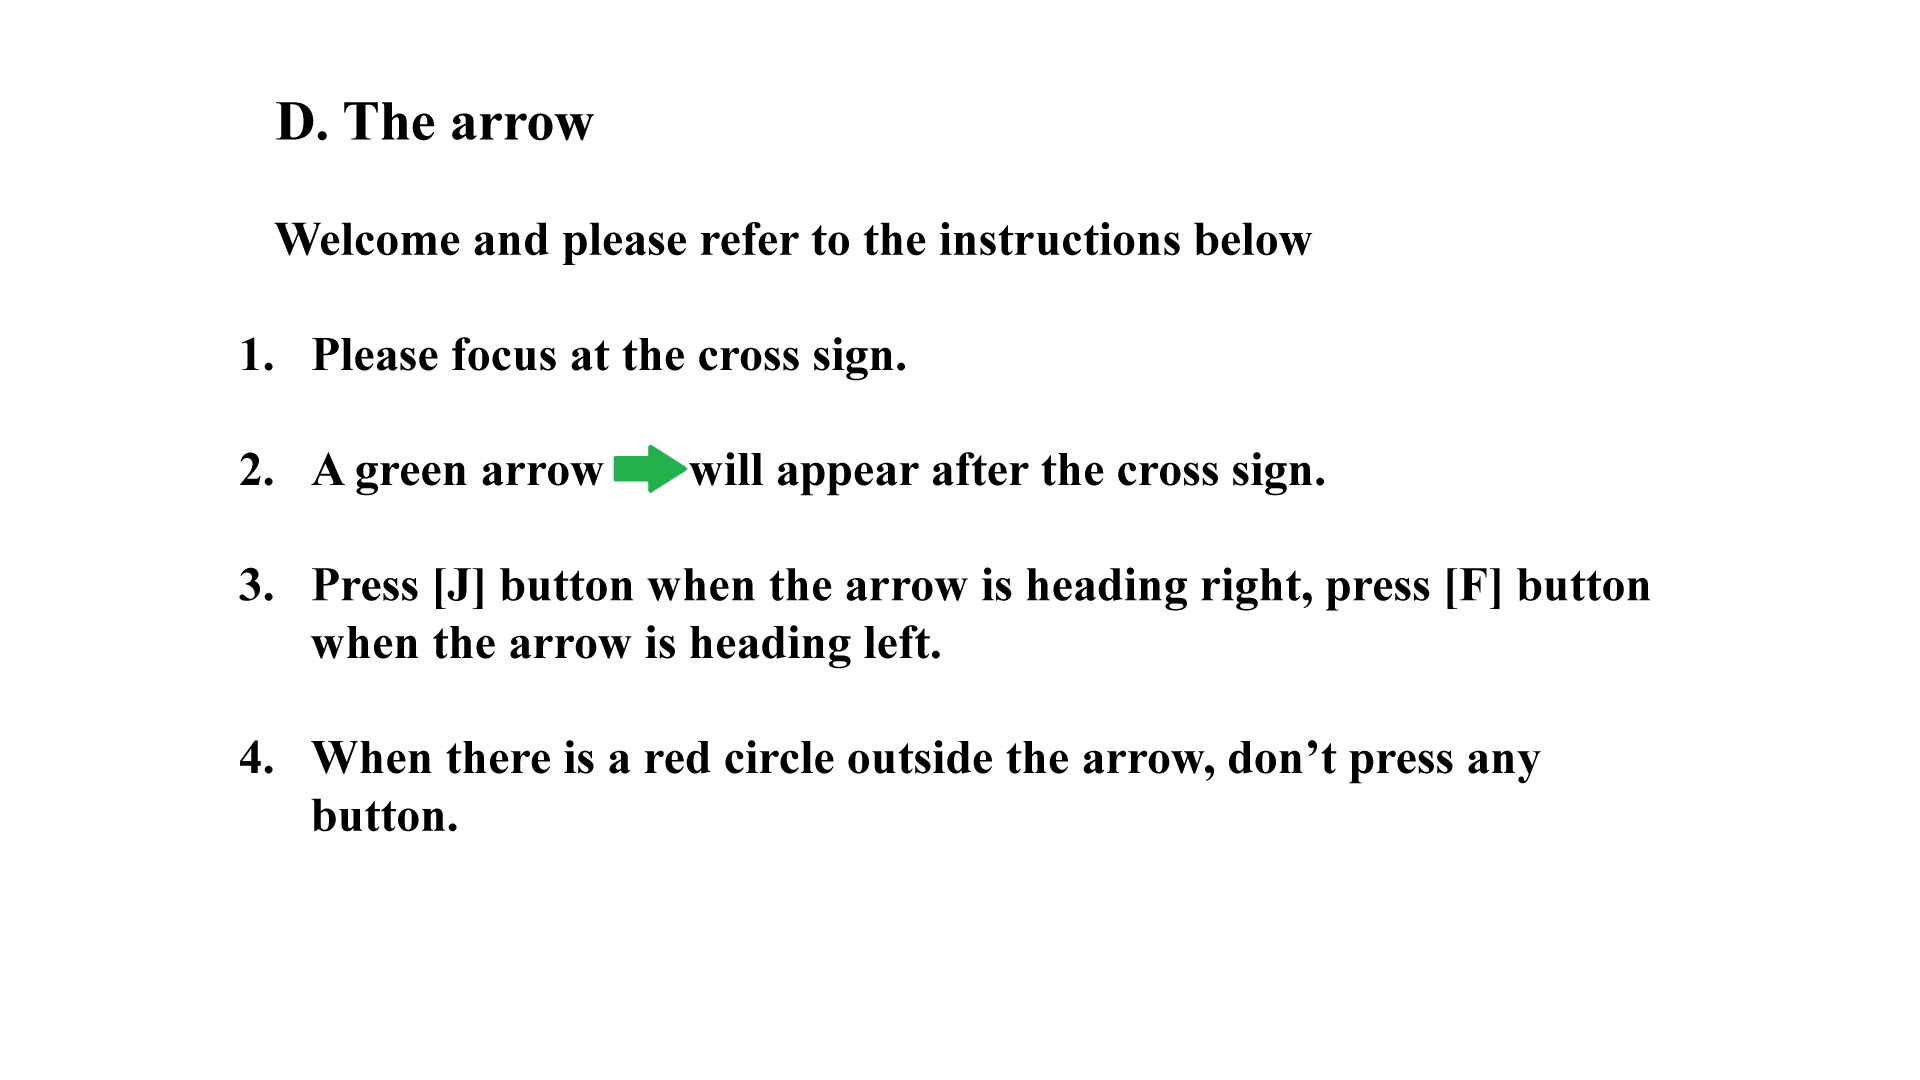 D. The arrow
Welcome and please refer to the instructions below
1. Please focus at the cross sign.
2. A green arrow will appear after the cross sign.
3. Press [J] button when the arrow is heading right, press [F] button
when the arrow is heading left.
4. When there is a red circle outside the arrow, don’t press any
button.